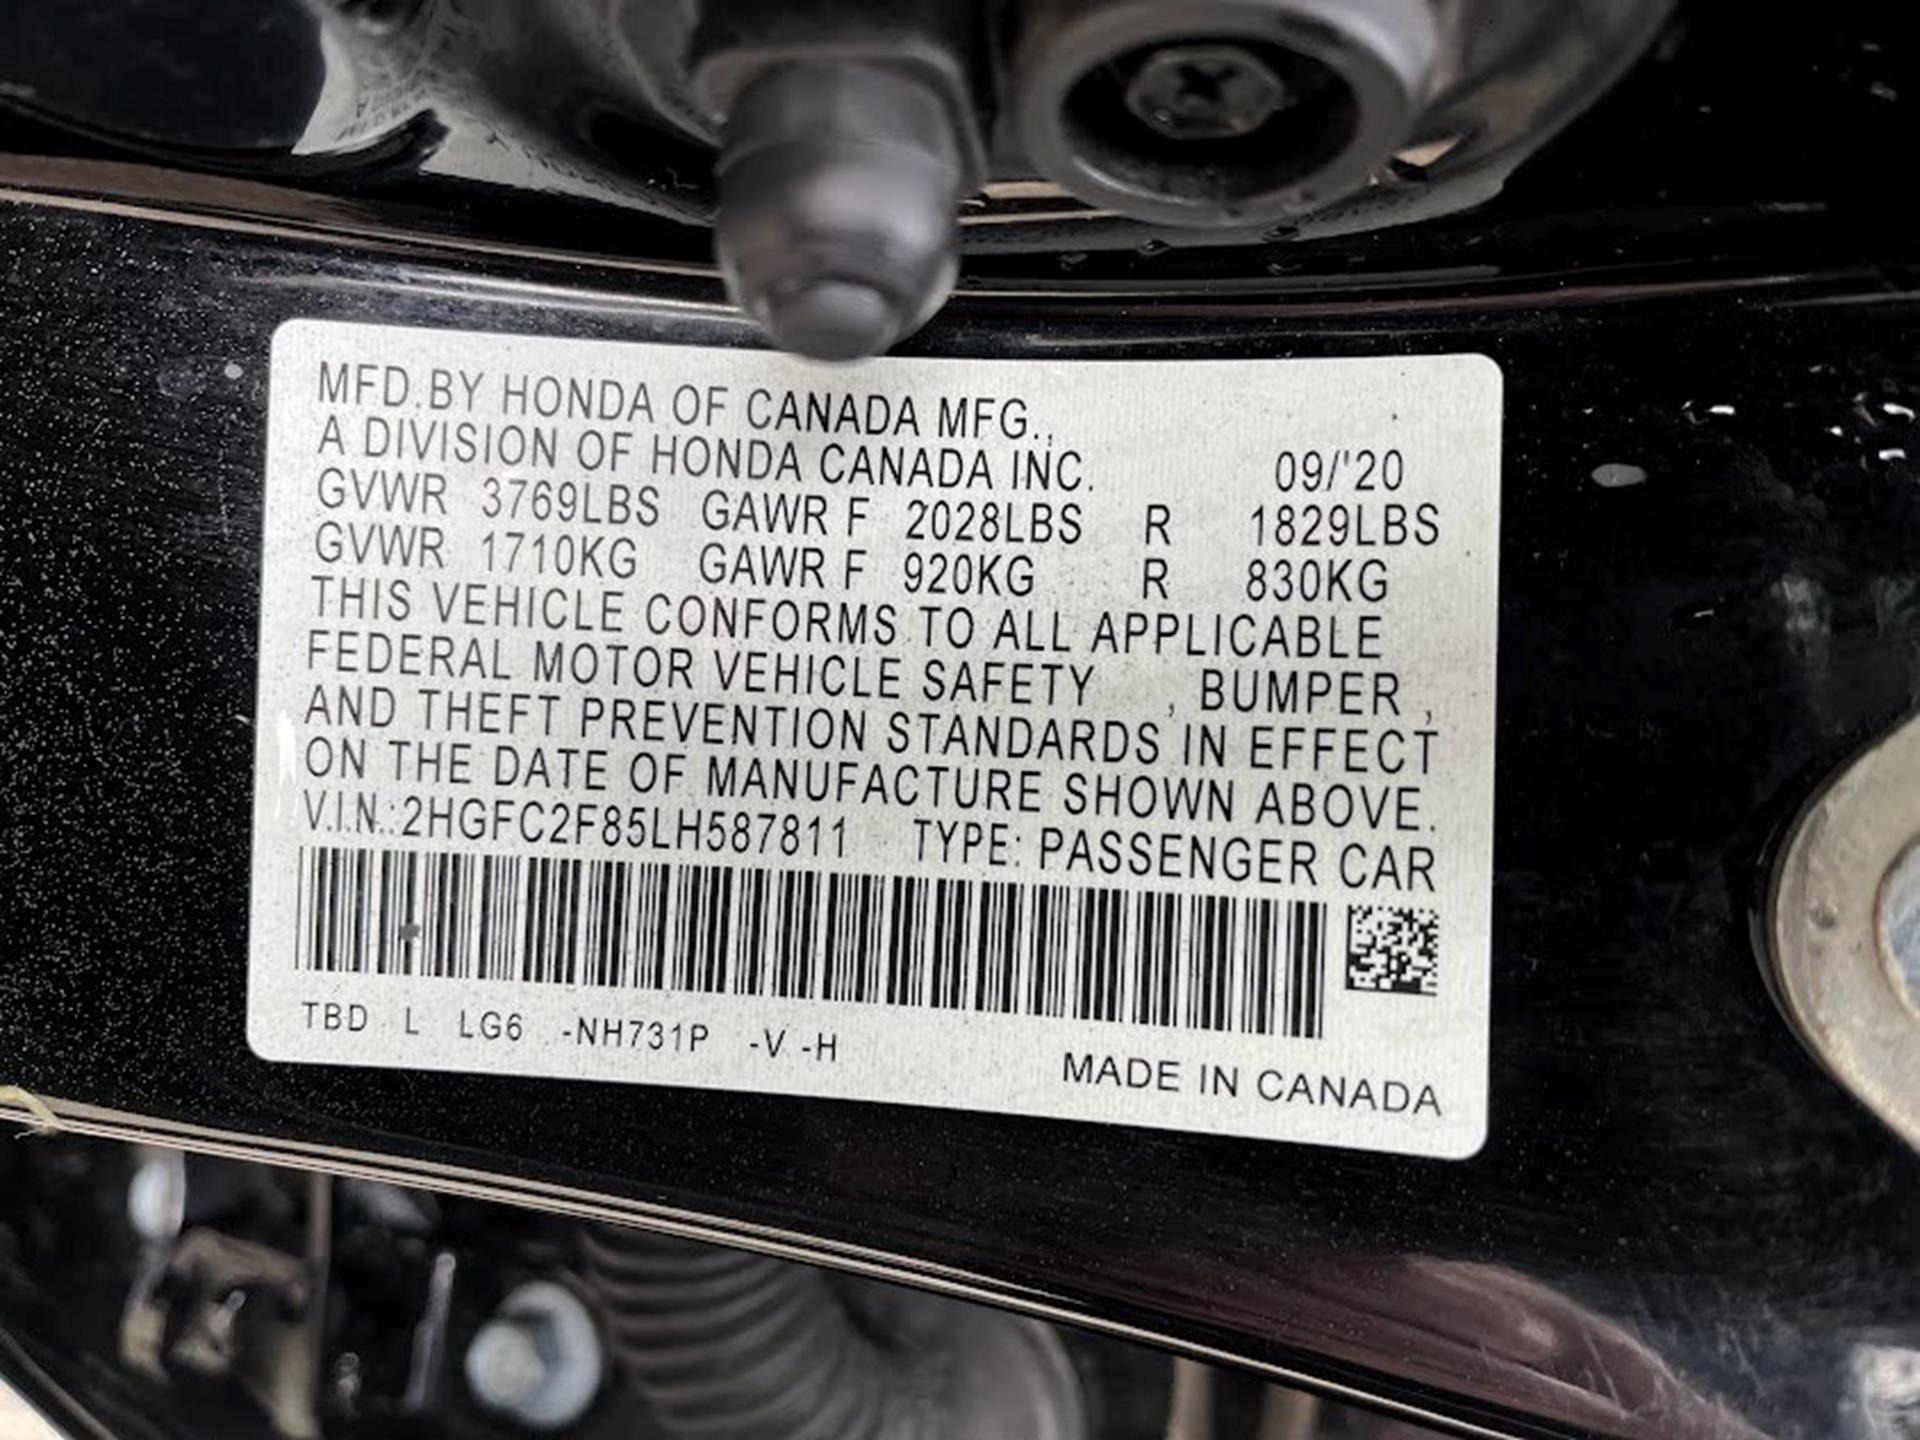 MFD.BY HONDA OF CANADA MFG.,
A DIVISION OF HONDA CANADA INC. 09/'20
GVWR 3769LBS GAWR F 2028LBS R 1829LBS
GVWR 1710KG GAWR F 920KG R 830KG
THIS VEHICLE CONFORMS TO ALL APPLICABLE
FEDERAL MOTOR VEHICLE SAFETY , BUMPER ,
AND THEFT PREVENTION STANDARDS IN EFFECT
ON THE DATE OF MANUFACTURE SHOWN ABOVE.
V.I.N.:2HGFC2F85LH587811 TYPE: PASSENGER CAR
TBD L LG6 -NH731P -V -H
MADE IN CANADA